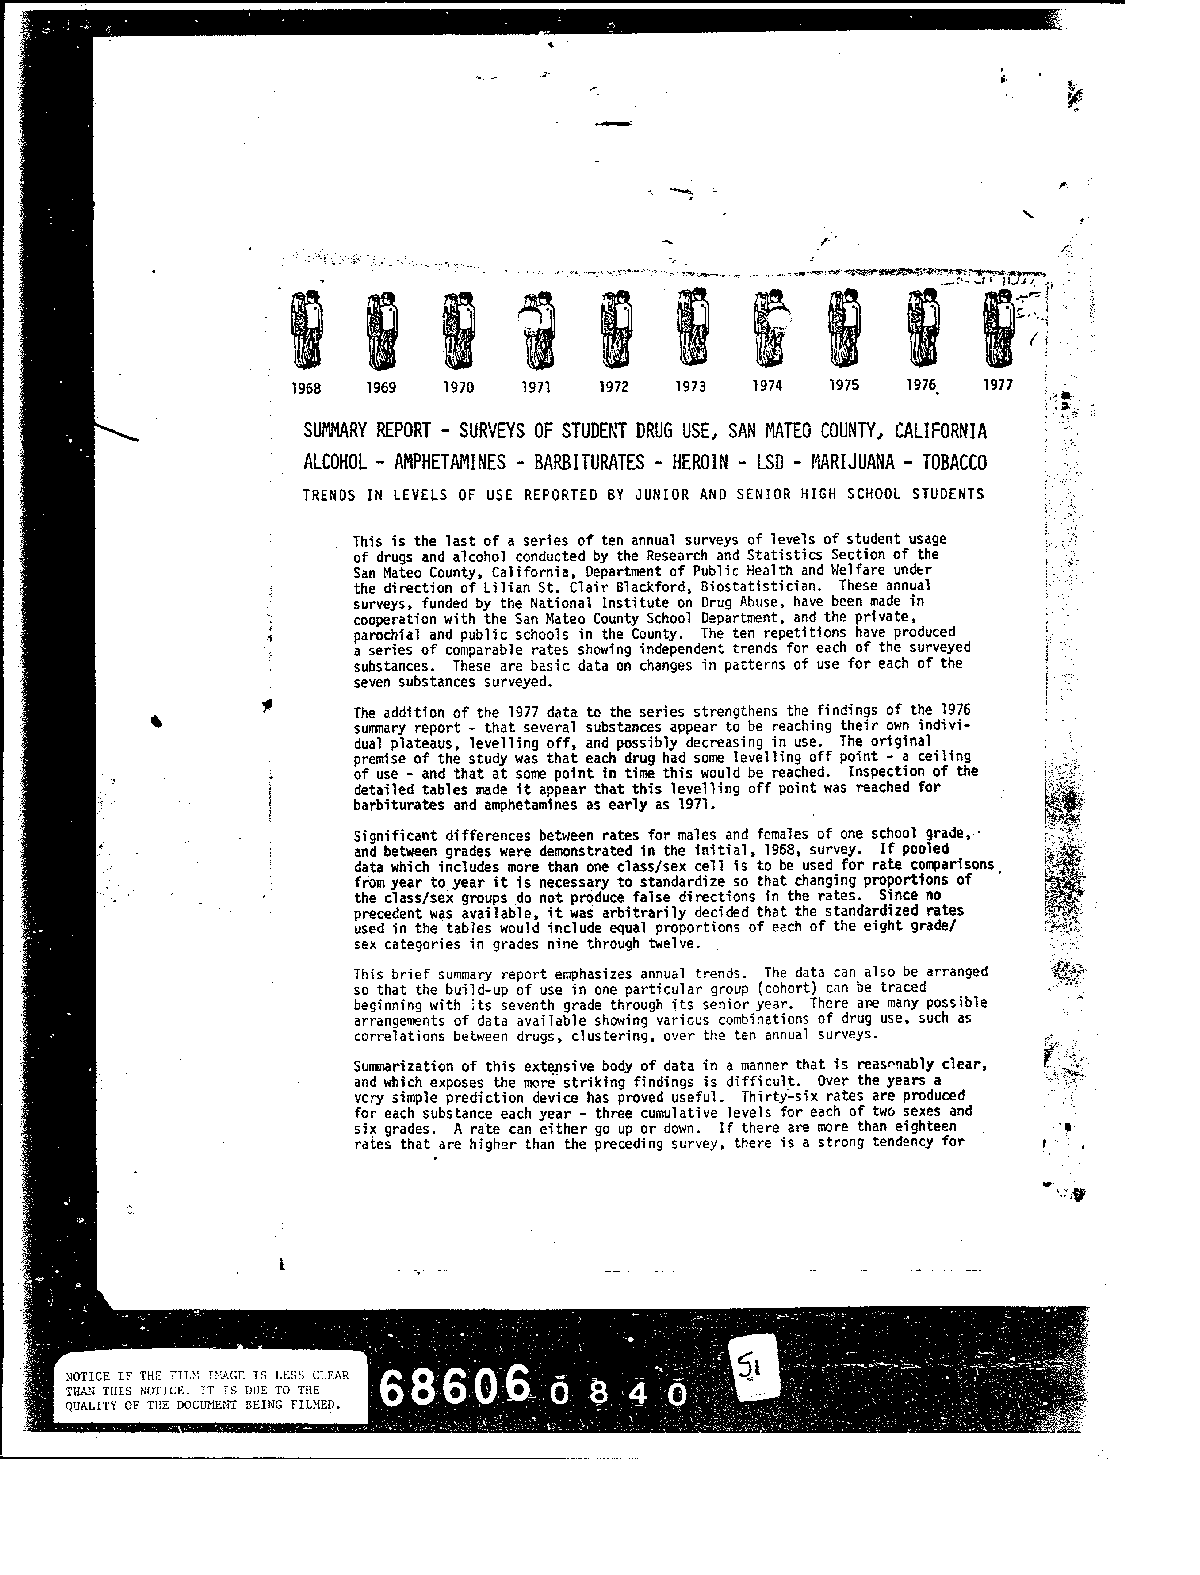 1968 1969 1970 1971 1972 1973 1974 1975 1976 1977
SUMMARY REPORT - SURVEYS OF STUDENT DRUG USE, SAN MATEO COUNTY, CALIFORNIA
ALCOHOL - AMPHETAMINES - BARBITURATES - HEROIN - LSD - MARIJUANA - TOBACCO
TRENDS IN LEVELS OF USE REPORTED BY JUNIOR AND SENIOR HIGH SCHOOL STUDENTS
This is the last of a series of ten annual surveys of levels of student usage
of drugs and alcohol conducted by the Research and Statistics Section of the
San Mateo County, California, Department of Public Health and Welfare under
the direction of Lilian St. Clair Blackford, Biostatistician. These annual
surveys, funded by the National Institute on Drug Abuse, have been made in
cooperation with the San Mateo County School Department, and the private,
parochial and public schools in the County. The ten repetitions have produced
a series of comparable rates showing independent trends for each of the surveyed
substances. These are basic data on changes in patterns of use for each of the
seven substances surveyed.
The addition of the 1977 data to the series strengthens the findings of the 1976
summary report - that several substances appear to be reaching their own indivi-
dual plateaus, levelling off, and possibly decreasing in use. The original
premise of the study was that each drug had some levelling off point - a ceiling
of use - and that at some point in time this would be reached. Inspection of the
detailed tables made it appear that this levelling off point was reached for
barbiturates and amphetamines as early as 1971.
Significant differences between rates for males and females of one school grade,
and between grades were demonstrated in the initial, 1968, survey. If pooled
data which includes more than one class/sex cell is to be used for rate comparisons
from year to year it is necessary to standardize so that changing proportions of
the class/sex groups do not produce false directions in the rates. Since no
precedent was available, it was arbitrarily decided that the standardized rates
used in the tables would include equal proportions of each of the eight grade/
sex categories in grades nine through twelve.
This brief summary report emphasizes annual trends. The data can also be arranged
so that the build-up of use in one particular group (cohort) can be traced
beginning with its seventh grade through its senior year. There are many possible
arrangements of data available showing various combinations of drug use, such as
correlations between drugs, clustering, over the ten annual surveys.
Summarization of this extensive body of data in a manner that is reasonably clear,
and which exposes the more striking findings is difficult. Over the years a
very simple prediction device has proved useful. Thirty-six rates are produced
for each substance each year - three cumulative levels for each of two sexes and
six grades. A rate can either go up or down. If there are more than eighteen
rates that are higher than the preceding survey, there is a strong tendency for
NOTICE IF THE FILM IMAGE IS LESS CLEAR
THAN THIS NOTICE. IT IS DUE TO THE
QUALITY OF THE DOCUMENT BEING FILMED.
68606 0840
51